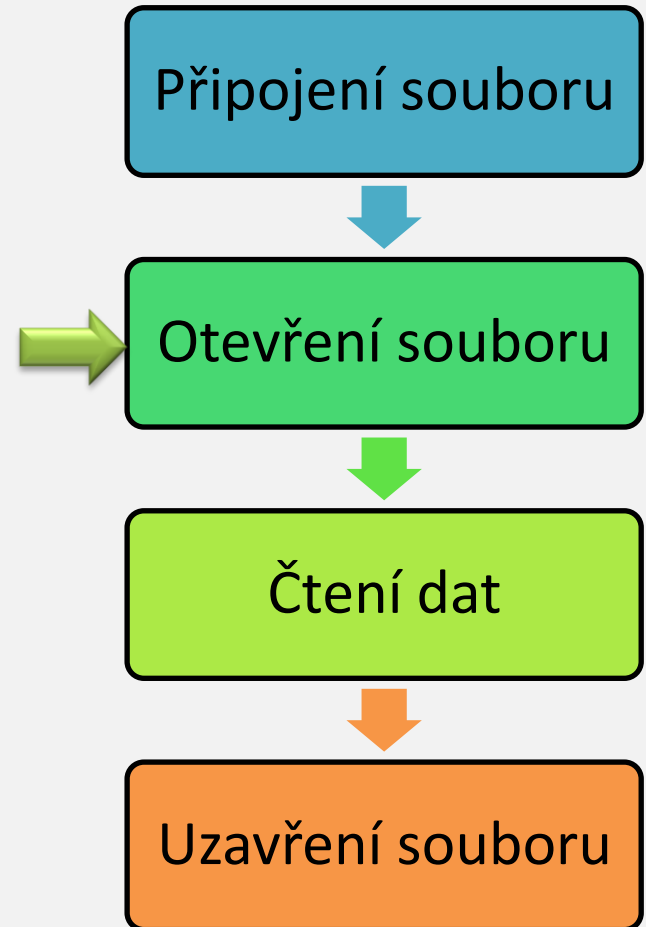 Připojení souboru
Otevření souboru
Čtení dat
Uzavření souboru